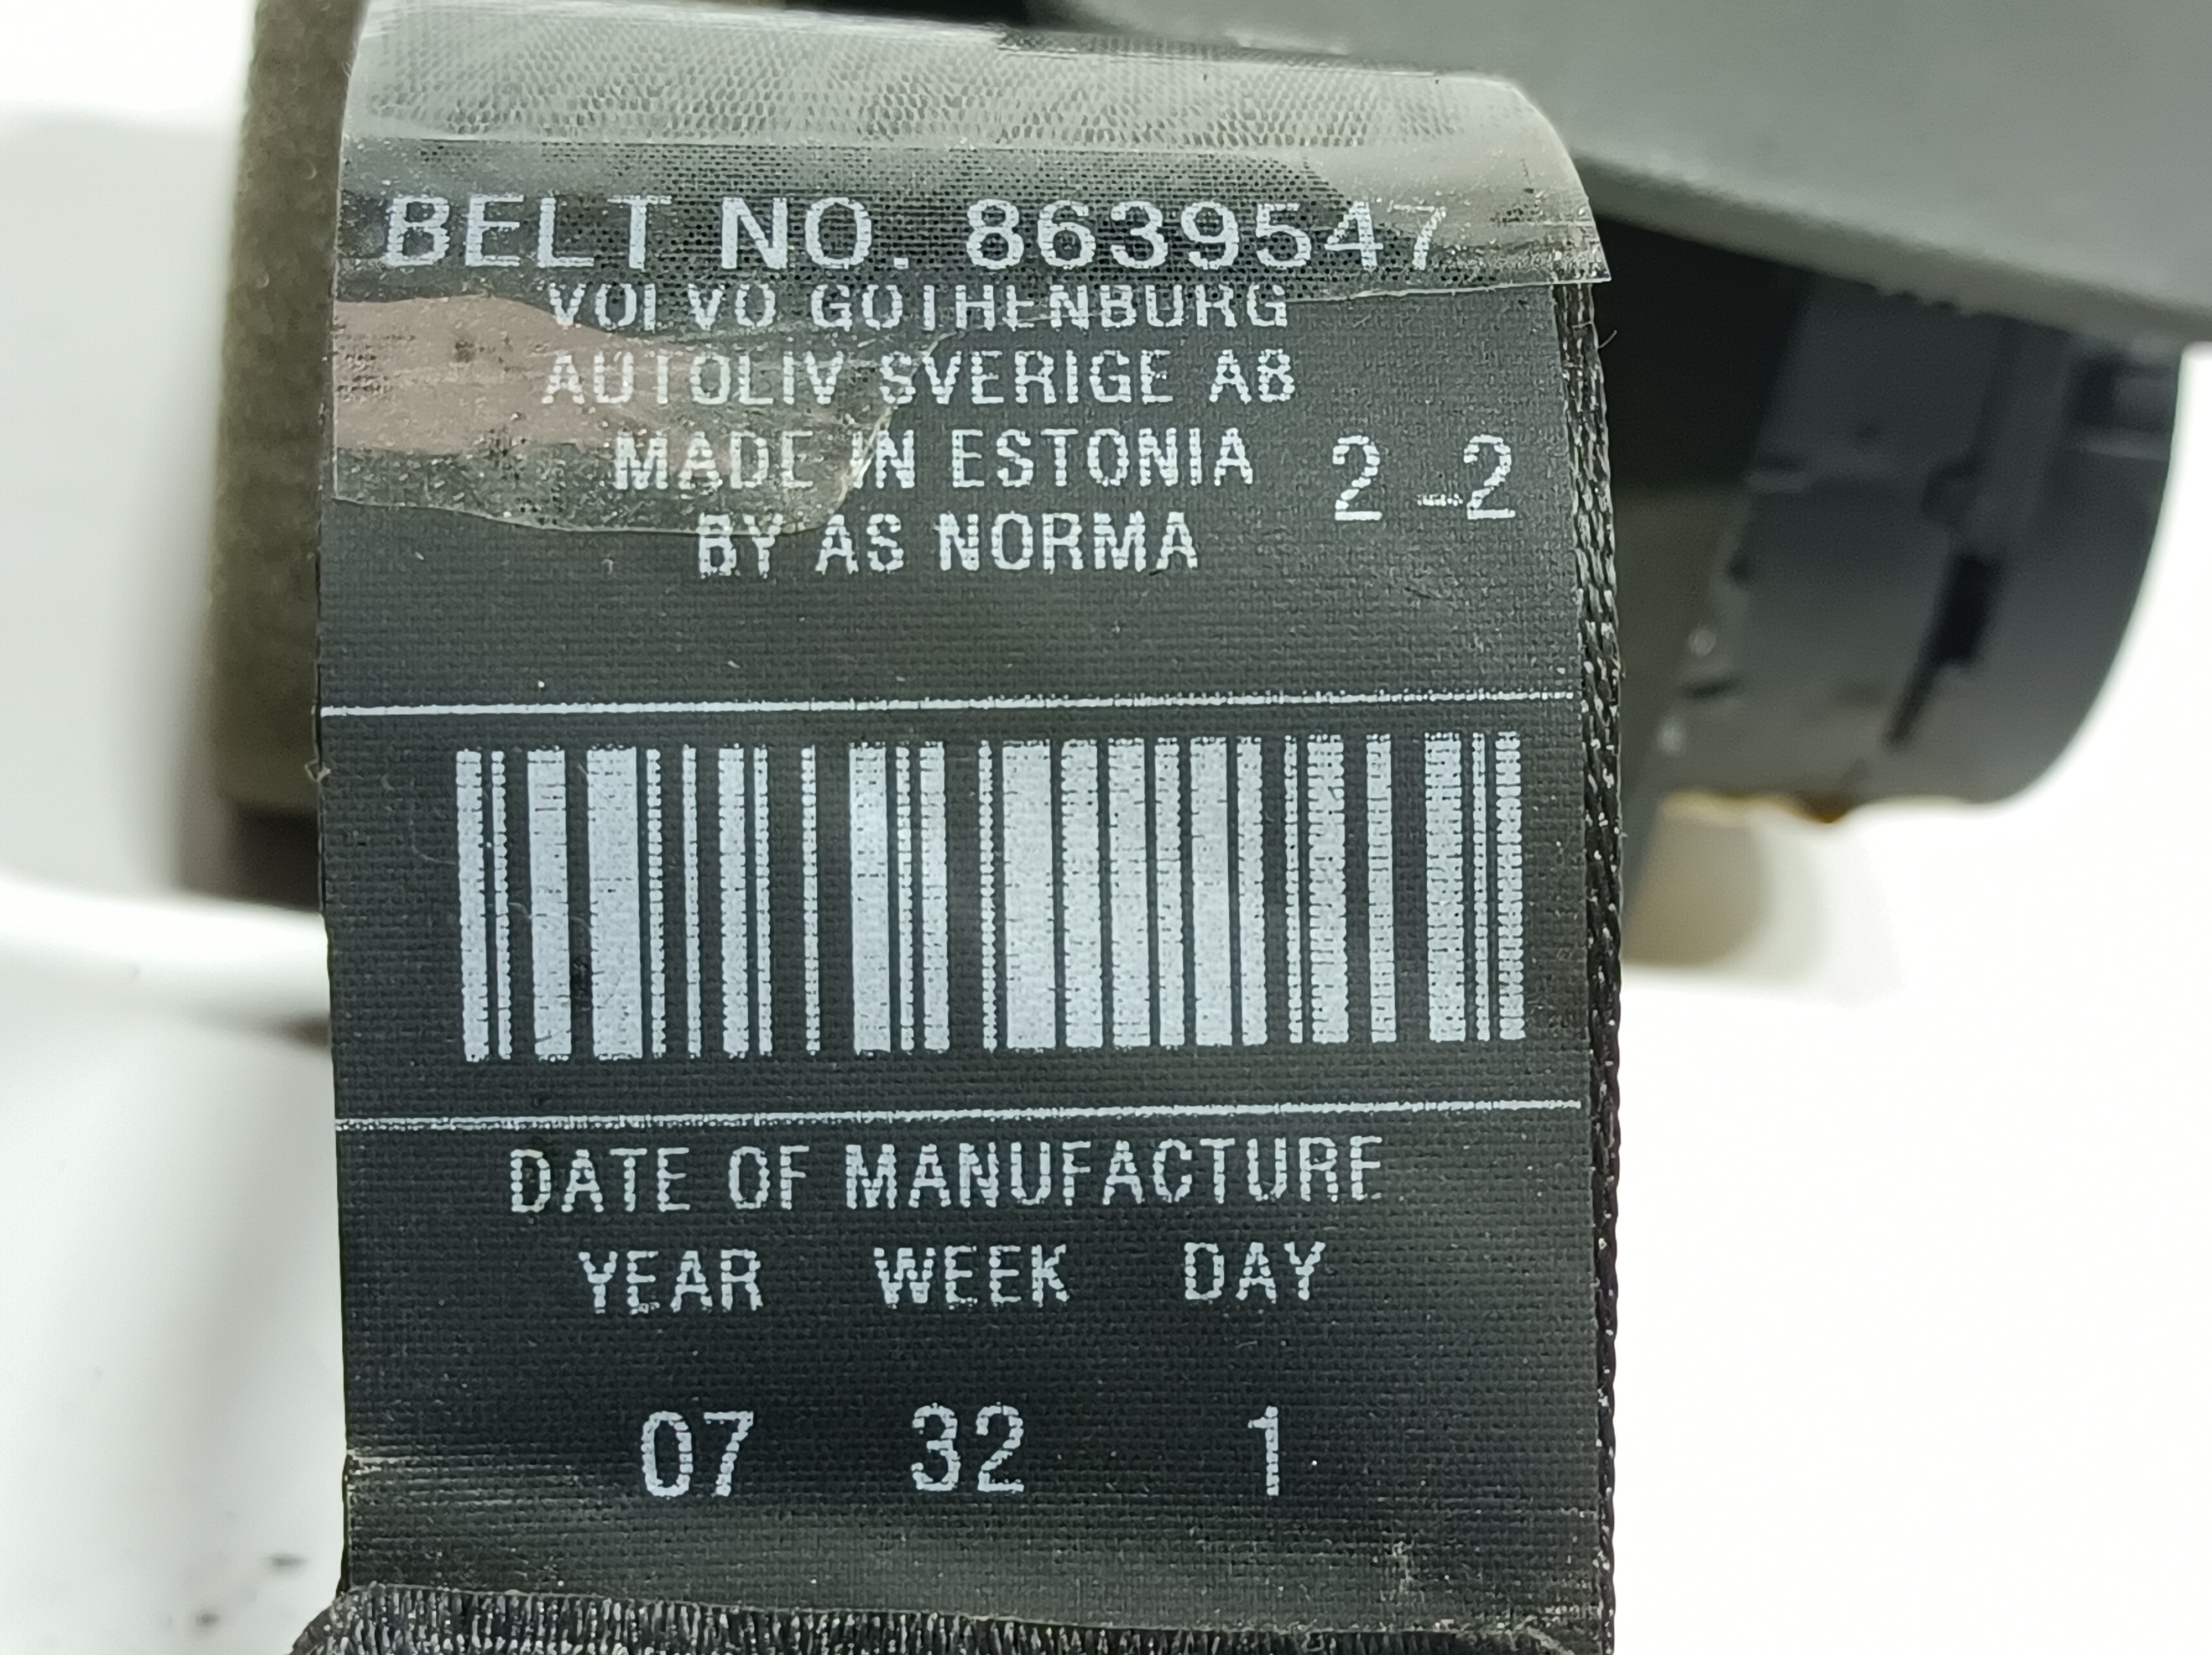 BELT NO. 8639547
VOLVO GOTHENBURG
AUTOLIV SVERIGE AB
MADE IN ESTONIA
BY AS NORMA
2-2
DATE OF MANUFACTURE
YEAR WEEK DAY
07 32 1